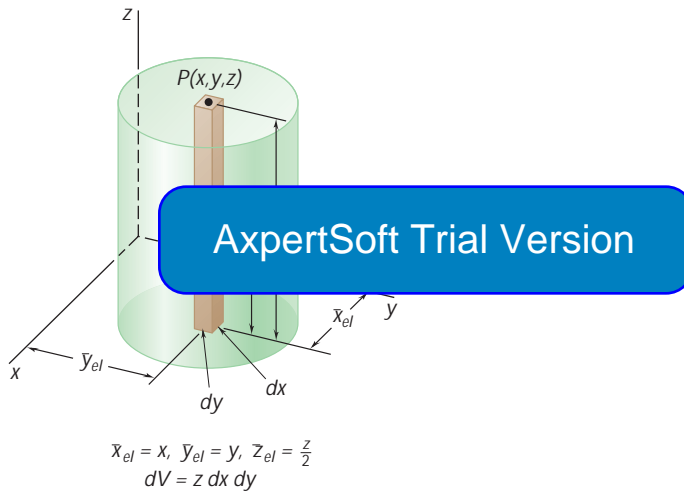 z
P(x,y,z)
AxpertSoft Trial Version
x̄el
y
x
ȳel
dx
dy
x̄el = x, ȳel = y, z̄el = z/2
dV = z dx dy